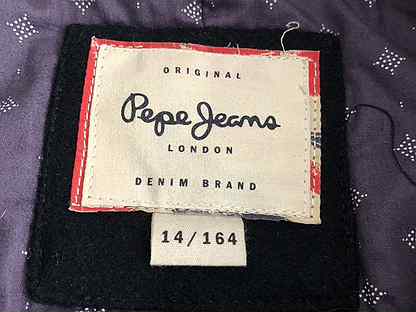 ORIGINAL
Pepe Jeans
LONDON
DENIM BRAND
14/164